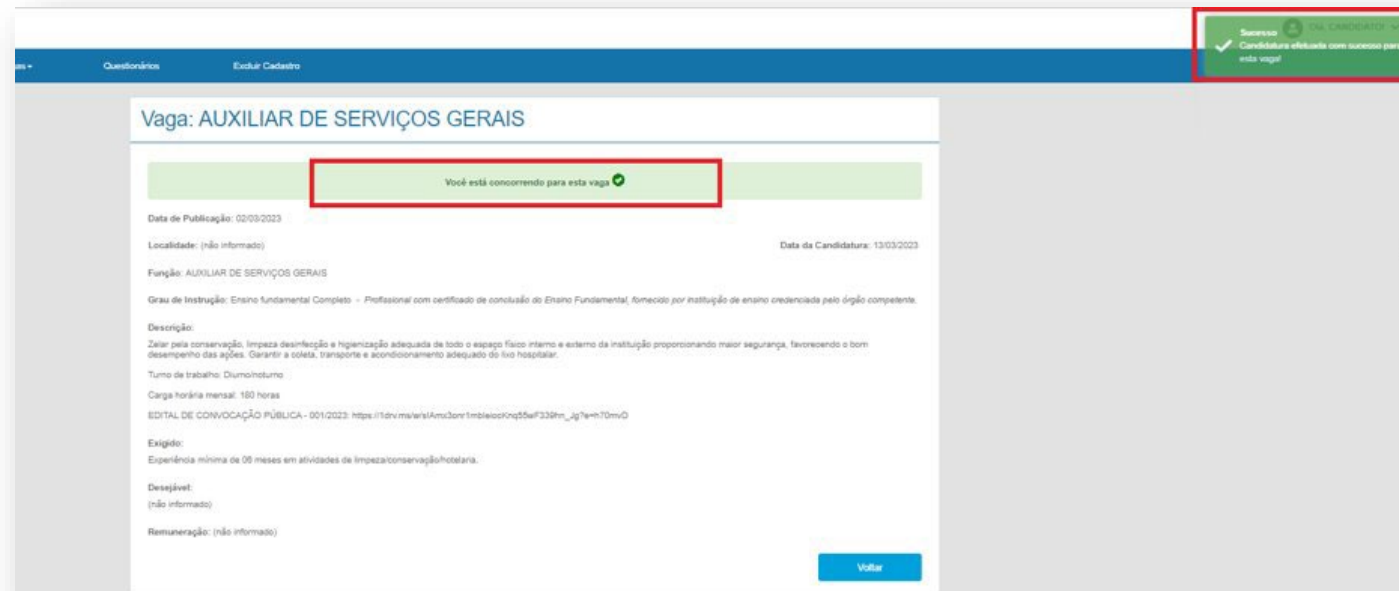 Sucesso OLÁ, CANDIDATO!
Candidatura efetuada com sucesso para
esta vaga!
Questionários Excluir Cadastro
Vaga: AUXILIAR DE SERVIÇOS GERAIS
Você está concorrendo para esta vaga
Data de Publicação: 02/03/2023
Localidade: (não informado) Data da Candidatura: 13/03/2023
Função: AUXILIAR DE SERVIÇOS GERAIS
Grau de Instrução: Ensino fundamental Completo - Profissional com certificado de conclusão do Ensino Fundamental, fornecido por instituição de ensino credenciada pelo órgão competente.
Descrição:
Zelar pela conservação, limpeza desinfecção e higienização adequada de todo o espaço físico interno e externo da instituição proporcionando maior segurança, favorecendo o bom
desempenho das ações. Garantir a coleta, transporte e acondicionamento adequado do lixo hospitalar.
Turno de trabalho: Diurno/noturno
Carga horária mensal: 180 horas
EDITAL DE CONVOCAÇÃO PÚBLICA - 001/2023:
Exigido:
Experiência mínima de 06 meses em atividades de limpeza/conservação/hotelaria.
Desejável:
(não informado)
Remuneração: (não informado)
Voltar